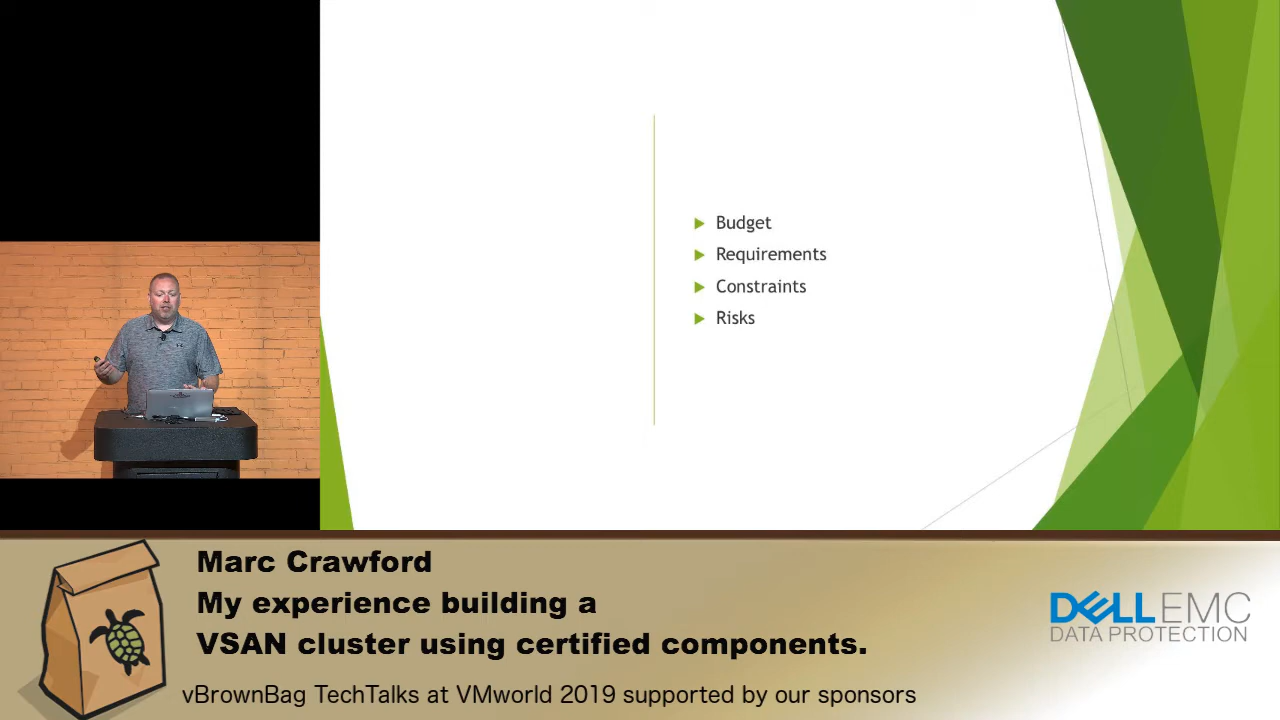 Budget
Requirements
Constraints
Risks
Marc Crawford
My experience building a
VSAN cluster using certified components.
vBrownBag TechTalks at VMworld 2019 supported by our sponsors
DELL EMC
DATA PROTECTION